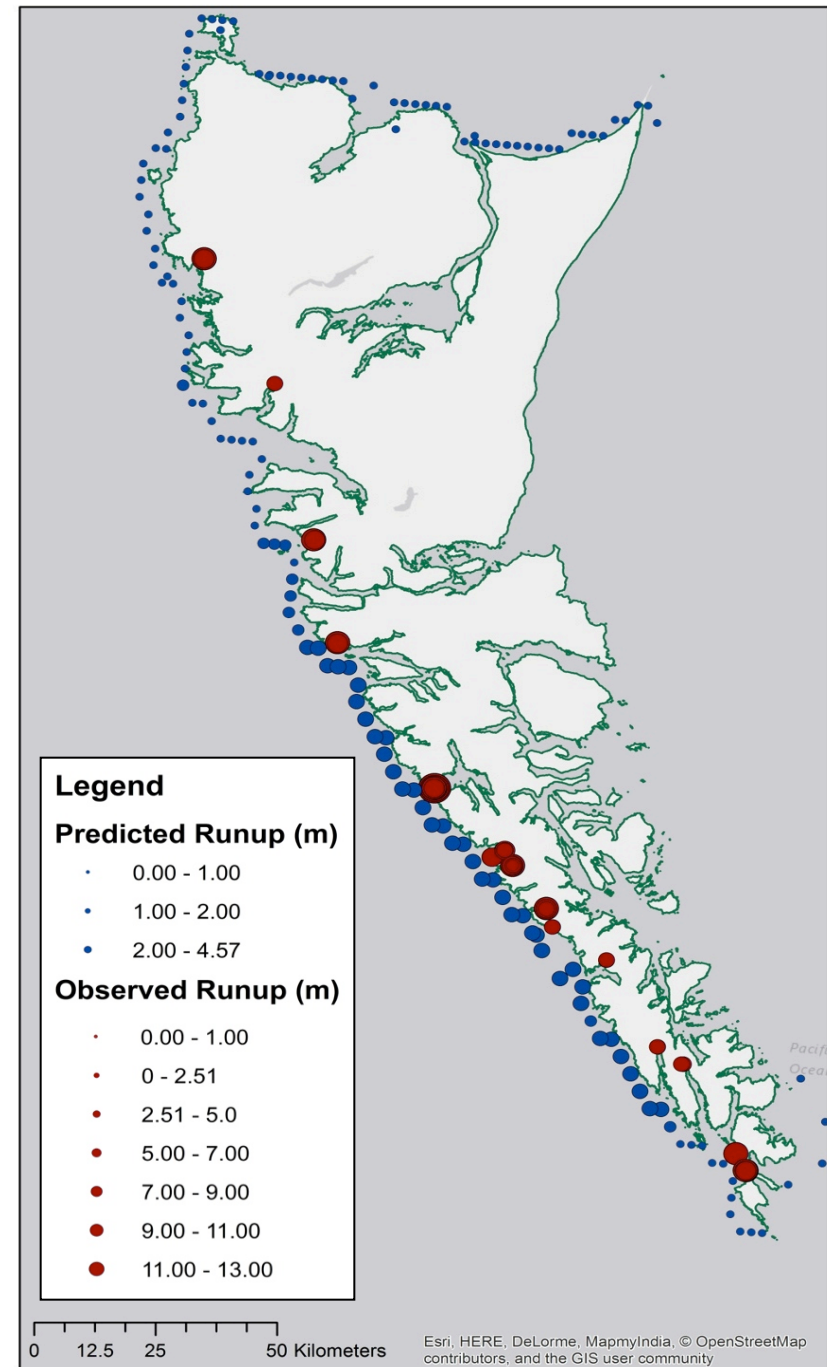 Legend
Predicted Runup (m)
0.00 - 1.00
1.00 - 2.00
2.00 - 4.57
Observed Runup (m)
0.00 - 1.00
0 - 2.51
2.51 - 5.0
5.00 - 7.00
7.00 - 9.00
9.00 - 11.00
11.00 - 13.00
Pacifi
Ocea
0 12.5 25 50 Kilometers
Esri, HERE, DeLorme, MapmyIndia, © OpenStreetMap
contributors, and the GIS user community